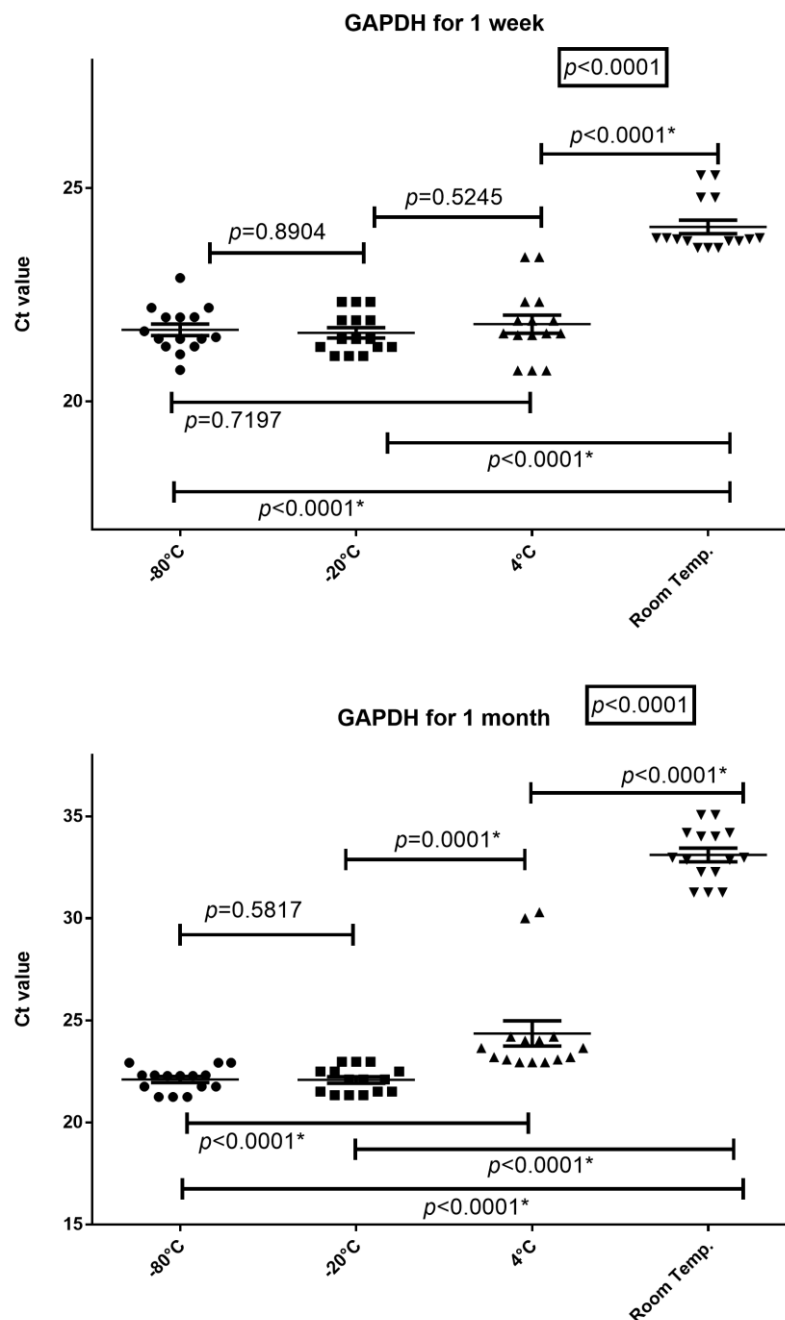 GAPDH for 1 week
p<0.0001
p<0.0001*
p=0.5245
p=0.8904
25
Ct value
20
p=0.7197
p<0.0001*
p<0.0001*
-80°C
-20°C
4°C
Room Temp.
GAPDH for 1 month
p<0.0001
p<0.0001*
35
p=0.0001*
p=0.5817
30
Ct value
25
20
p<0.0001*
p<0.0001*
p<0.0001*
15
-80°C
-20°C
4°C
Room Temp.